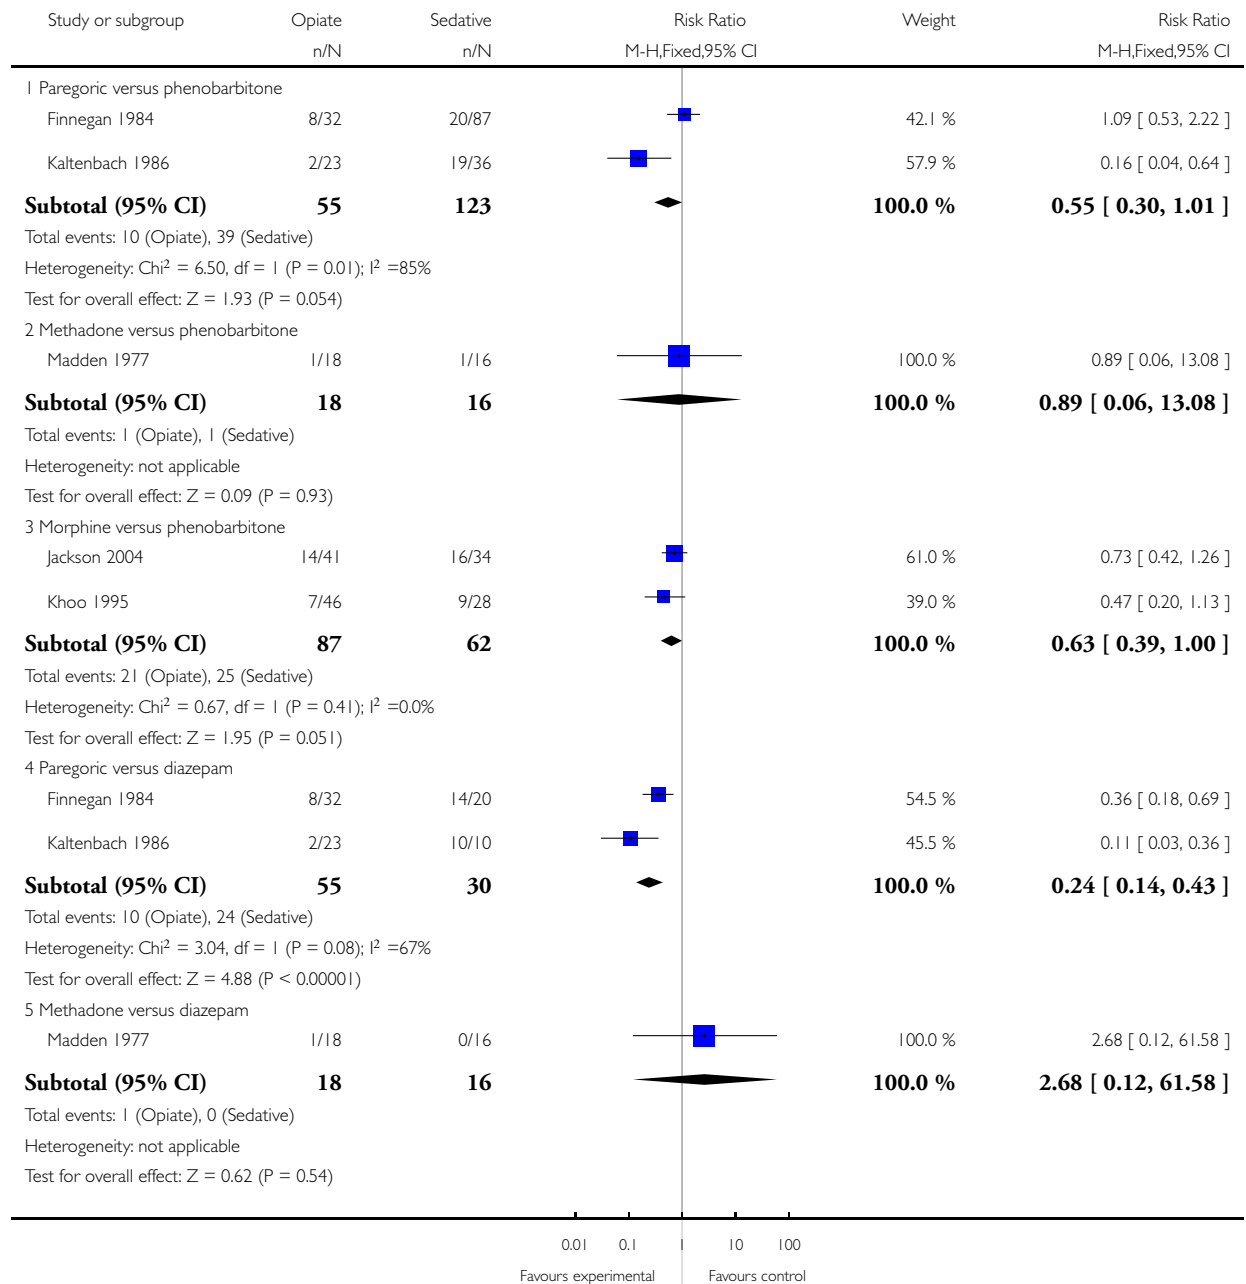 Study or subgroup Opiate Sedative Risk Ratio Weight Risk Ratio
n/N n/N M-H,Fixed,95% CI M-H,Fixed,95% CI
1 Paregoric versus phenobarbitone
Finnegan 1984 8/32 20/87 42.1 % 1.09 [ 0.53, 2.22 ]
Kaltenbach 1986 2/23 19/36 57.9 % 0.16 [ 0.04, 0.64 ]
Subtotal (95% CI) 55 123 100.0 % 0.55 [ 0.30, 1.01 ]
Total events: 10 (Opiate), 39 (Sedative)
Heterogeneity: Chi² = 6.50, df = 1 (P = 0.01); I² =85%
Test for overall effect: Z = 1.93 (P = 0.054)
2 Methadone versus phenobarbitone
Madden 1977 1/18 1/16 100.0 % 0.89 [ 0.06, 13.08 ]
Subtotal (95% CI) 18 16 100.0 % 0.89 [ 0.06, 13.08 ]
Total events: 1 (Opiate), 1 (Sedative)
Heterogeneity: not applicable
Test for overall effect: Z = 0.09 (P = 0.93)
3 Morphine versus phenobarbitone
Jackson 2004 14/41 16/34 61.0 % 0.73 [ 0.42, 1.26 ]
Khoo 1995 7/46 9/28 39.0 % 0.47 [ 0.20, 1.13 ]
Subtotal (95% CI) 87 62 100.0 % 0.63 [ 0.39, 1.00 ]
Total events: 21 (Opiate), 25 (Sedative)
Heterogeneity: Chi² = 0.67, df = 1 (P = 0.41); I² =0.0%
Test for overall effect: Z = 1.95 (P = 0.051)
4 Paregoric versus diazepam
Finnegan 1984 8/32 14/20 54.5 % 0.36 [ 0.18, 0.69 ]
Kaltenbach 1986 2/23 10/10 45.5 % 0.11 [ 0.03, 0.36 ]
Subtotal (95% CI) 55 30 100.0 % 0.24 [ 0.14, 0.43 ]
Total events: 10 (Opiate), 24 (Sedative)
Heterogeneity: Chi² = 3.04, df = 1 (P = 0.08); I² =67%
Test for overall effect: Z = 4.88 (P < 0.00001)
5 Methadone versus diazepam
Madden 1977 1/18 0/16 100.0 % 2.68 [ 0.12, 61.58 ]
Subtotal (95% CI) 18 16 100.0 % 2.68 [ 0.12, 61.58 ]
Total events: 1 (Opiate), 0 (Sedative)
Heterogeneity: not applicable
Test for overall effect: Z = 0.62 (P = 0.54)
0.01 0.1 1 10 100
Favours experimental Favours control